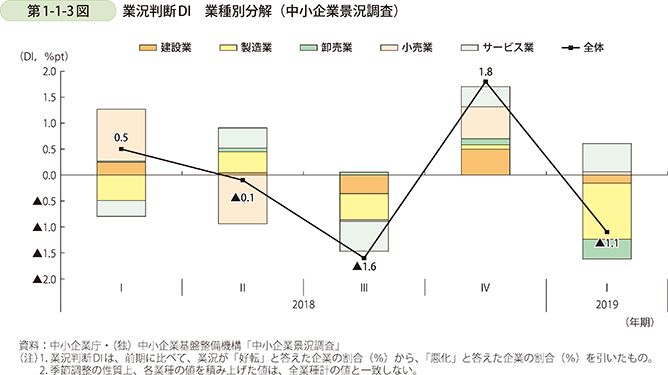 第1-1-3図 業況判断DI 業種別分解（中小企業景況調査）
（DI，%pt）
建設業 製造業 卸売業 小売業 サービス業 全体
2.0
1.5
1.0
0.5
0.0
▲0.5
▲1.0
▲1.5
▲2.0
0.5
▲0.1
▲1.6
1.8
▲1.1
Ⅰ Ⅱ Ⅲ Ⅳ Ⅰ
2018 2019
（年期）
資料：中小企業庁・（独）中小企業基盤整備機構「中小企業景況調査」
（注）1. 業況判断DIは、前期に比べて、業況が「好転」と答えた企業の割合（%）から、「悪化」と答えた企業の割合（%）を引いたもの。
2. 季節調整の性質上、各業種の値を積み上げた値は、全業種計の値と一致しない。